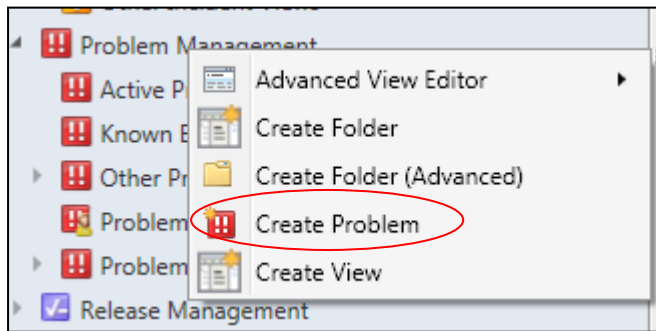 Problem Management
Active P
Advanced View Editor
Known E
Create Folder
Other Pr
Create Folder (Advanced)
Problem
Create Problem
Problem
Create View
Release Management